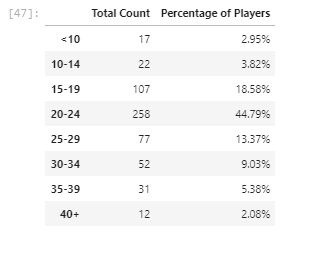 [47]:
Total Count Percentage of Players
<10 17 2.95%
10-14 22 3.82%
15-19 107 18.58%
20-24 258 44.79%
25-29 77 13.37%
30-34 52 9.03%
35-39 31 5.38%
40+ 12 2.08%